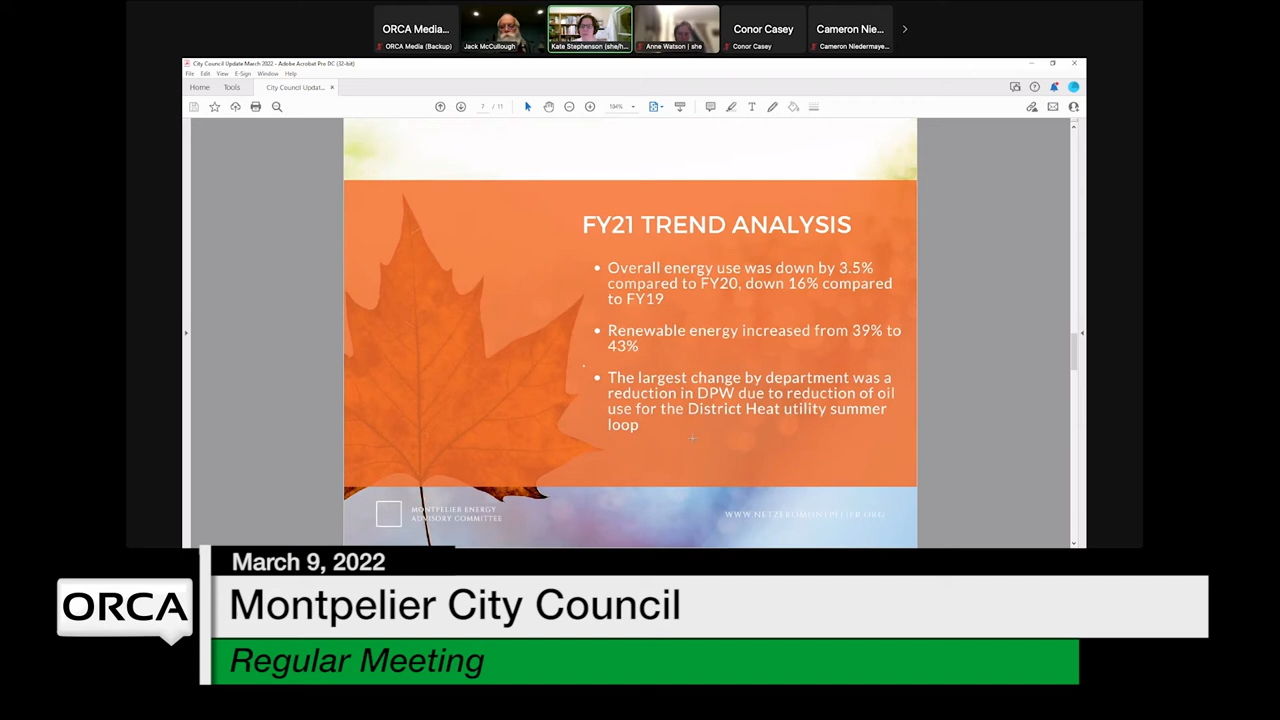 ORCA Media...
Conor Casey
Cameron Nie...
ORCA Media (Backup)
Jack McCullough
Kate Stephenson (she/h...
Anne Watson | she
Conor Casey
Cameron Niedermaye...
City Council Update March 2022 - Adobe Acrobat Pro DC (32-bit)
File Edit View E-Sign Window Help
Home Tools City Council Updat... ×
7 / 11
104%
FY21 TREND ANALYSIS
• Overall energy use was down by 3.5%
compared to FY20, down 16% compared
to FY19
• Renewable energy increased from 39% to
43%
• The largest change by department was a
reduction in DPW due to reduction of oil
use for the District Heat utility summer
loop
MONTPELIER ENERGY
ADVISORY COMMITTEE
WWW.NETZEROMONTPELIER.ORG
March 9, 2022
ORCA
Montpelier City Council
Regular Meeting